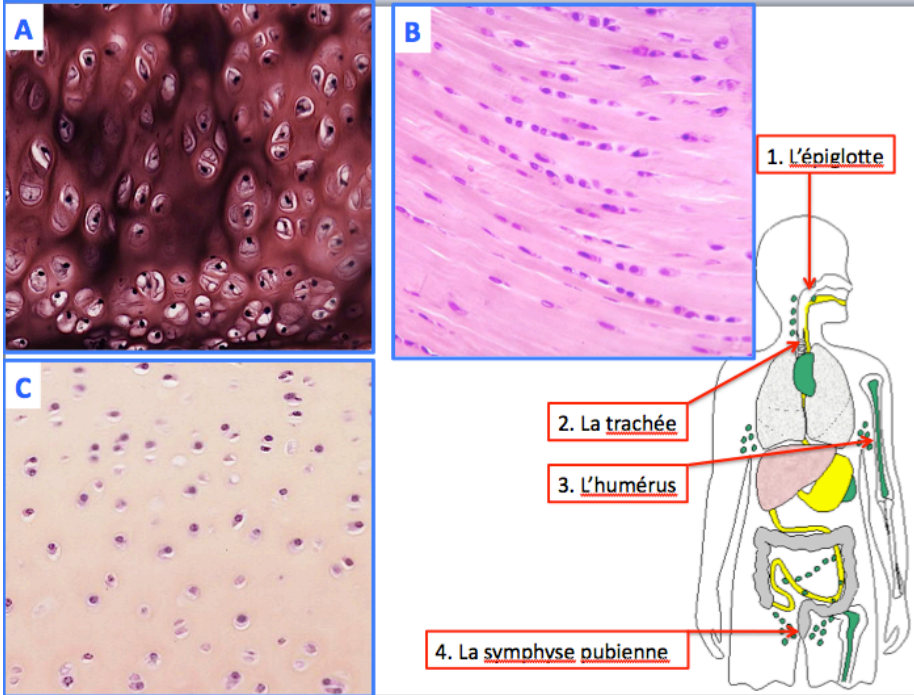 A
B
1. L'épiglotte
C
2. La trachée
3. L'humérus
4. La symphyse pubienne